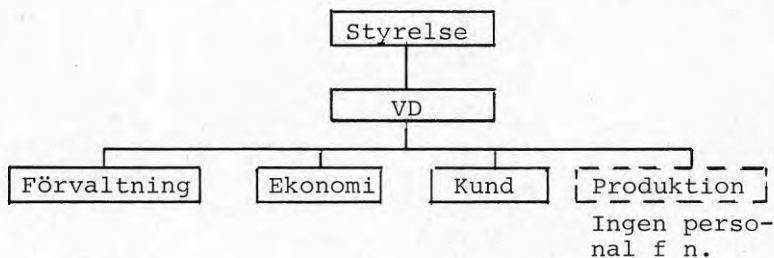 Styrelse
VD
Förvaltning Ekonomi Kund Produktion
Ingen perso-
nal f n.